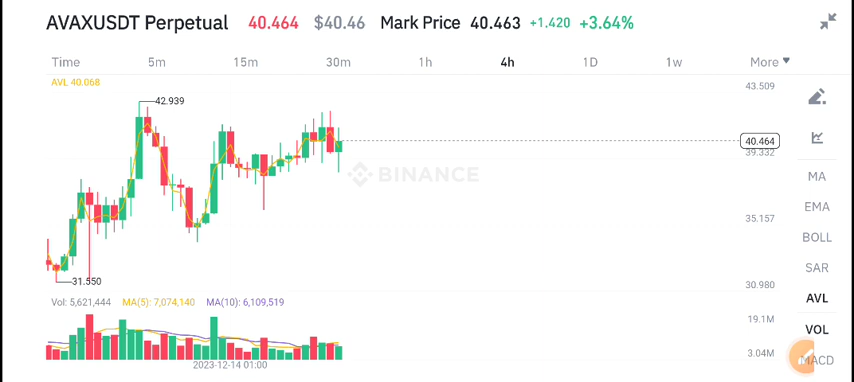 AVAXUSDT Perpetual 40.464 $40.46 Mark Price 40.463 +1.420 +3.64%
Time 5m 15m 30m 1h 4h 1D 1w More
AVL 40.068
43.509
42.939
40.464
39.332
BINANCE
35.157
31.550
30.980
Vol: 5,621,444 MA(5): 7,074,140 MA(10): 6,109,519
19.1M
3.04M
2023-12-14 01:00
MA
EMA
BOLL
SAR
AVL
VOL
MACD